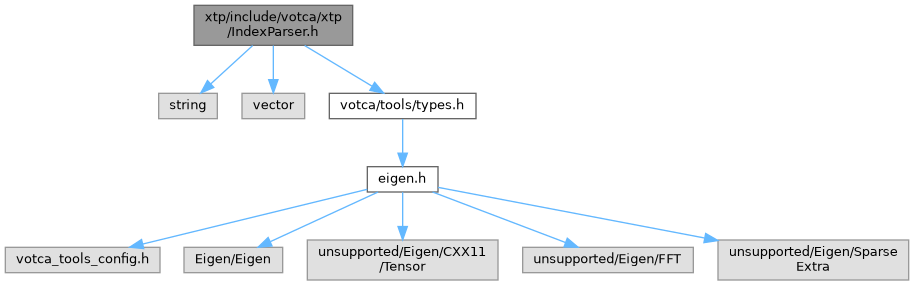 xtp/include/votca/xtp
/IndexParser.h
string
vector
votca/tools/types.h
eigen.h
votca_tools_config.h
Eigen/Eigen
unsupported/Eigen/CXX11
/Tensor
unsupported/Eigen/FFT
unsupported/Eigen/Sparse
Extra